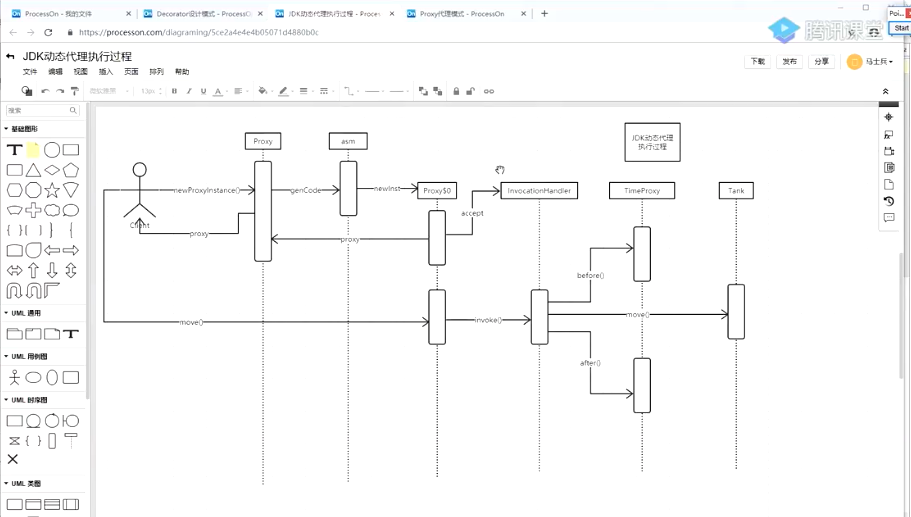 ProcessOn - 我的文件
Decorator设计模式 - ProcessO
JDK动态代理执行过程 - Proces
Proxy代理模式 - ProcessOn
Poi...
Start
https://processon.com/diagraming/5ce2a4e4e4b05071d4880b0c
腾讯课堂
JDK动态代理执行过程
文件 编辑 视图 插入 页面 排列 帮助
下载 发布 分享 马士兵
13px B I U A
搜索
基础图形
UML 通用
UML 用例图
UML 时序图
UML 类图
JDK动态代理
执行过程
Proxy asm
Proxy$0 InvocationHandler TimeProxy Tank
newProxyInstance() genCode newInst
accept
Client
proxy
proxy
before()
move() invoke() move()
after()